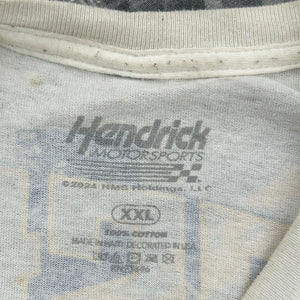 Hendrick
MOTORSPORTS
©2024 HMS Holdings, LLC
XXL
100% COTTON
MADE IN HAITI DECORATED IN USA